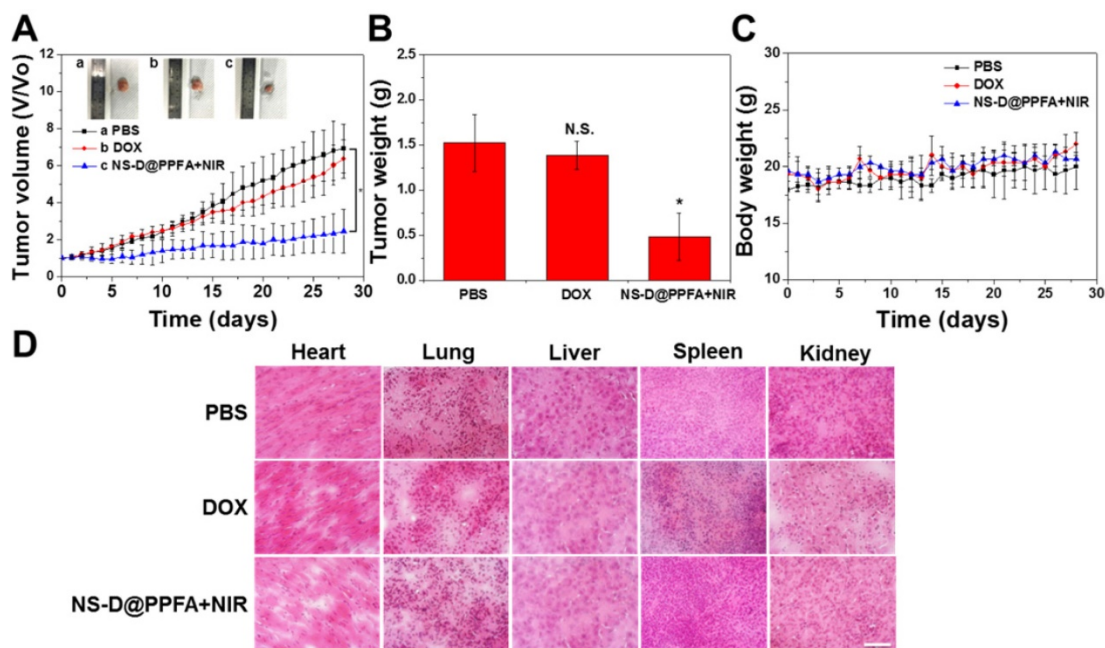 A
Tumor volume (V/Vo)
12
10
8
6
4
2
0
a
b
c
a PBS
b DOX
c NS-D@PPFA+NIR
*
0
5
10
15
20
25
30
Time (days)
B
Tumor weight (g)
2.5
2.0
1.5
1.0
0.5
0.0
N.S.
*
PBS
DOX
NS-D@PPFA+NIR
C
Body weight (g)
30
25
20
15
10
PBS
DOX
NS-D@PPFA+NIR
0
5
10
15
20
25
30
Time (days)
D
Heart Lung Liver Spleen Kidney
PBS
DOX
NS-D@PPFA+NIR